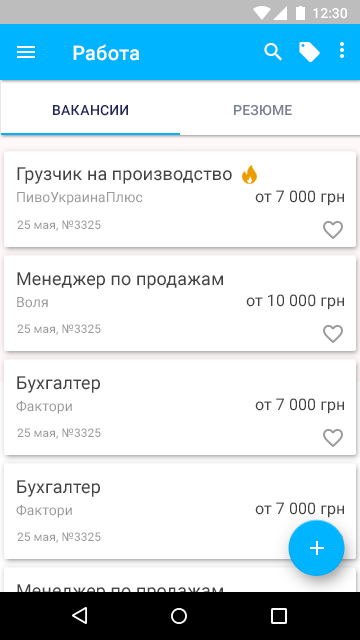 12:30
Работа
ВАКАНСИИ
РЕЗЮМЕ
Грузчик на производство
ПивоУкраинаПлюс
от 7 000 грн
25 мая, №3325
Менеджер по продажам
Воля
от 10 000 грн
25 мая, №3325
Бухгалтер
Фактори
от 7 000 грн
25 мая, №3325
Бухгалтер
Фактори
от 7 000 грн
25 мая, №3325
Менеджер по продажам